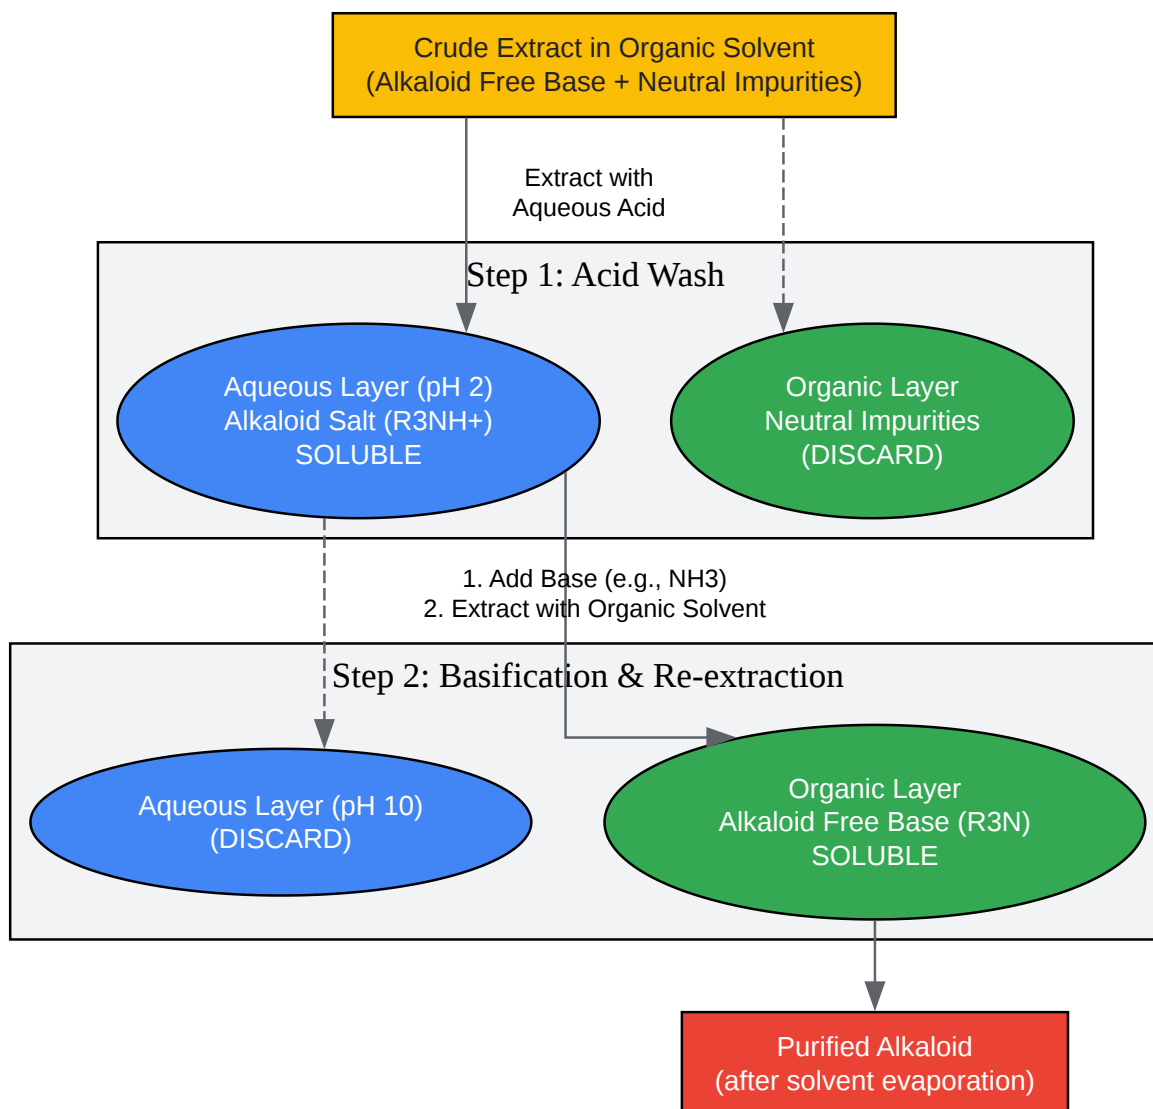 Crude Extract in Organic Solvent
(Alkaloid Free Base + Neutral Impurities)
Extract with
Aqueous Acid
Step 1: Acid Wash
Aqueous Layer (pH 2)
Alkaloid Salt (R3NH+)
SOLUBLE
Organic Layer
Neutral Impurities
(DISCARD)
1. Add Base (e.g., NH3)
2. Extract with Organic Solvent
Step 2: Basification & Re-extraction
Aqueous Layer (pH 10)
(DISCARD)
Organic Layer
Alkaloid Free Base (R3N)
SOLUBLE
Purified Alkaloid
(after solvent evaporation)